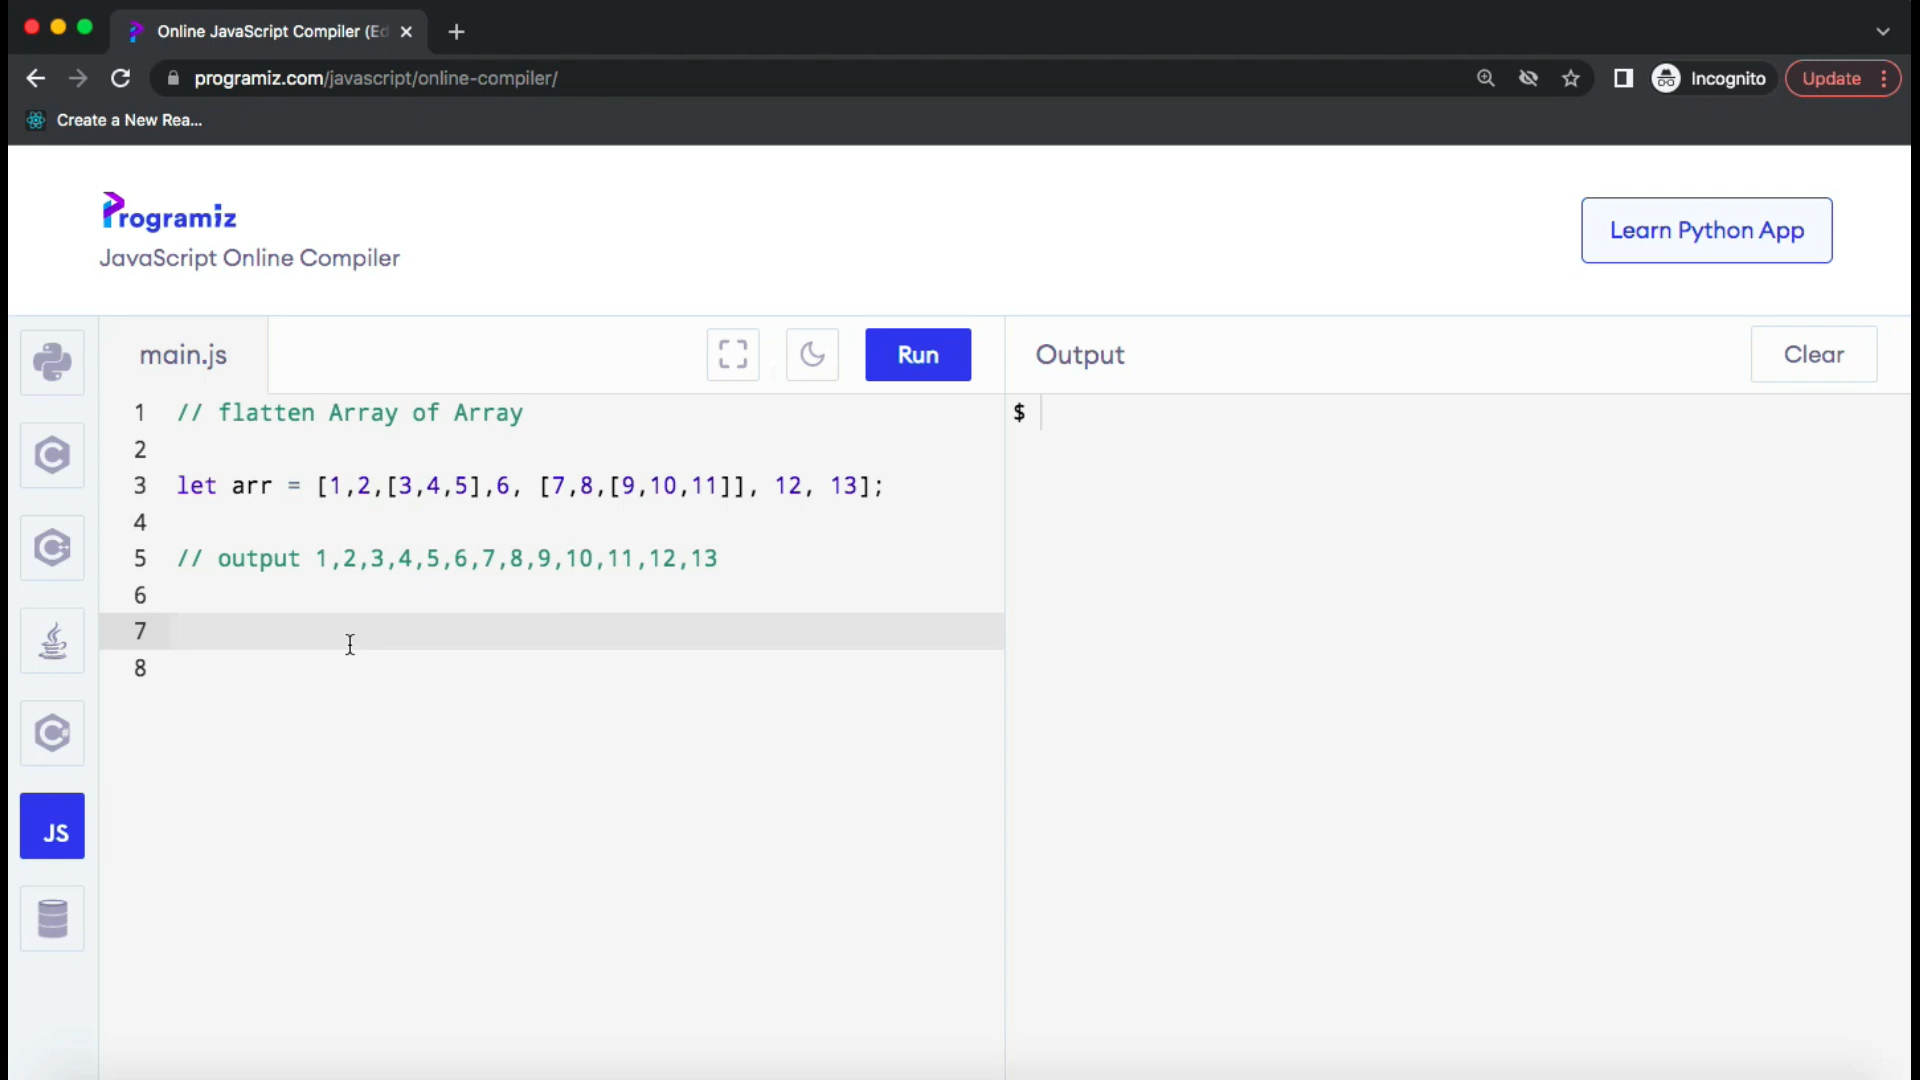 Online JavaScript Compiler (Ed
programiz.com/javascript/online-compiler/
Incognito
Update
Create a New Rea...
Programiz
JavaScript Online Compiler
Learn Python App
main.js
Run
Output
Clear
1 // flatten Array of Array
$
2
3 let arr = [1,2,[3,4,5],6, [7,8,[9,10,11]], 12, 13];
4
5 // output 1,2,3,4,5,6,7,8,9,10,11,12,13
6
7
8
C
C++
C#
JS